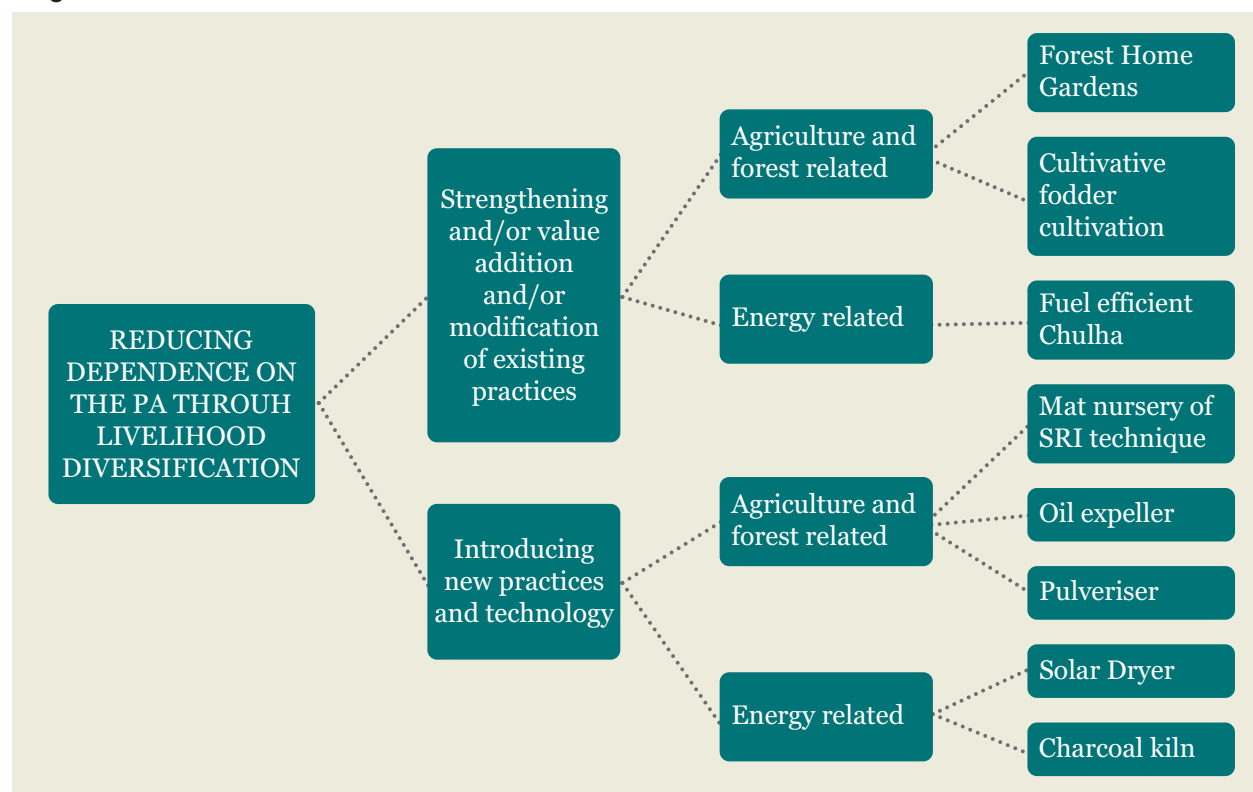 REDUCING
DEPENDENCE ON
THE PA THROUH
LIVELIHOOD
DIVERSIFICATION
Strengthening
and/or value
addition
and/or
modification
of existing
practices
Agriculture and
forest related
Forest Home
Gardens
Cultivative
fodder
cultivation
Energy related
Fuel efficient
Chulha
Introducing
new practices
and technology
Agriculture and
forest related
Mat nursery of
SRI technique
Oil expeller
Pulveriser
Energy related
Solar Dryer
Charcoal kiln